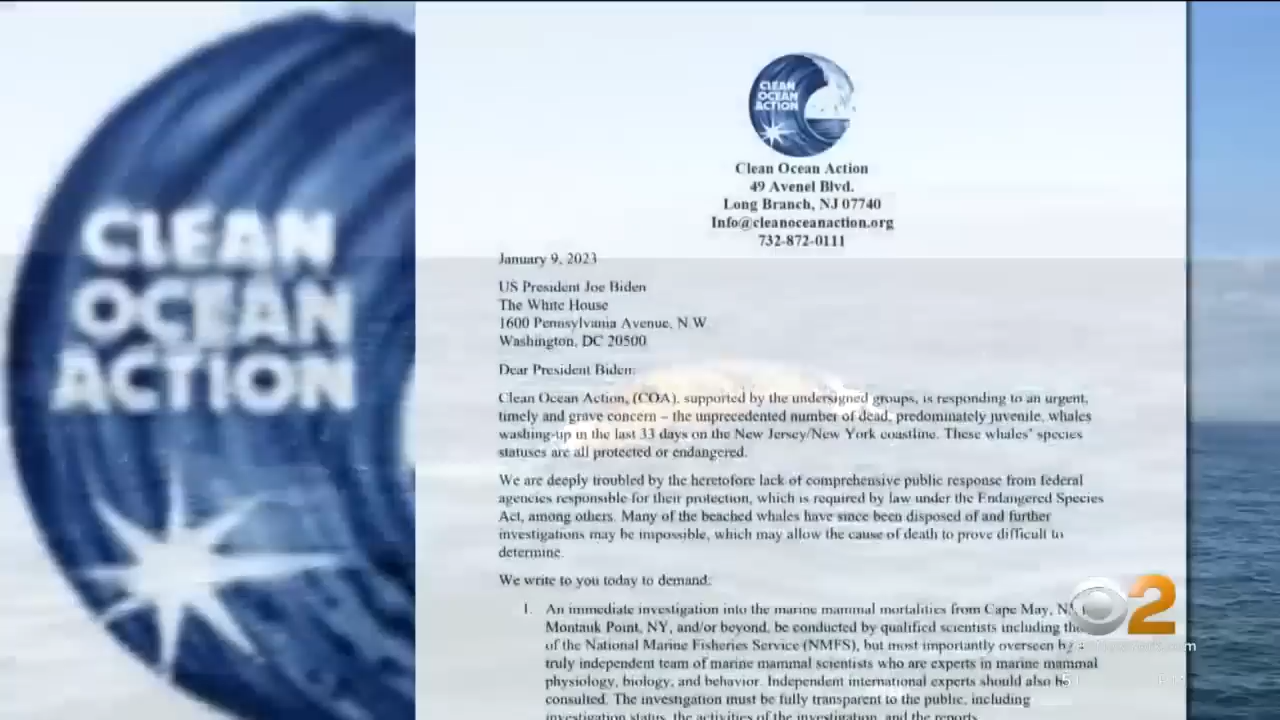 CLEAN
OCEAN
ACTION
CLEAN
OCEAN
ACTION
Clean Ocean Action
49 Avenel Blvd.
Long Branch, NJ 07740
Info@cleanoceanaction.org
732-872-0111
January 9, 2023
US President Joe Biden
The White House
1600 Pennsylvania Avenue, N.W.
Washington, DC 20500
Dear President Biden:
Clean Ocean Action, (COA), supported by the undersigned groups, is responding to an urgent,
timely and grave concern – the unprecedented number of dead, predominately juvenile, whales
washing-up in the last 33 days on the New Jersey/New York coastline. These whales' species
statuses are all protected or endangered.
We are deeply troubled by the heretofore lack of comprehensive public response from federal
agencies responsible for their protection, which is required by law under the Endangered Species
Act, among others. Many of the beached whales have since been disposed of and further
investigations may be impossible, which may allow the cause of death to prove difficult to
determine.
We write to you today to demand:
1. An immediate investigation into the marine mammal mortalities from Cape May,
Montauk Point, NY, and/or beyond, be conducted by qualified scientists including
of the National Marine Fisheries Service (NMFS), but most importantly overseen
truly independent team of marine mammal scientists who are experts in marine mammal
physiology, biology, and behavior. Independent international experts should also be
consulted. The investigation must be fully transparent to the public, including
investigation status, the activities of the investigation, and the reports
2